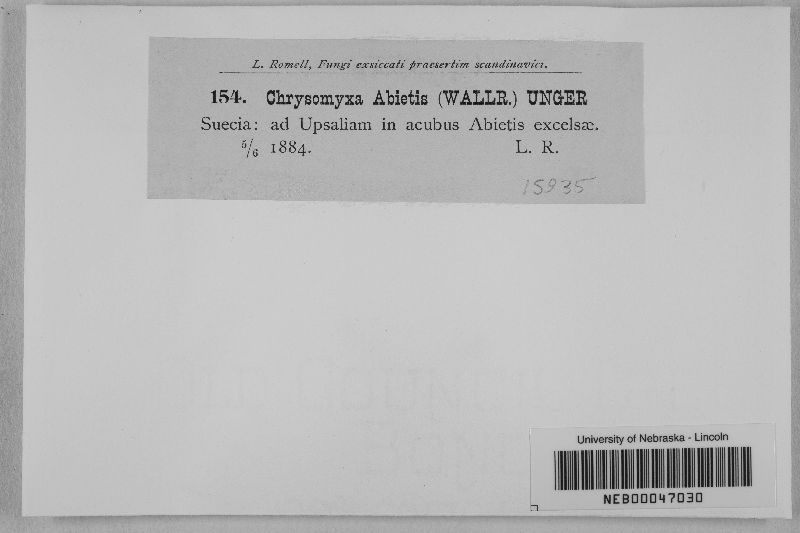 L. Romell, Fungi exsiccati præsertim scandinavici.
154. Chrysomyxa Abietis (WALLR.) UNGER
Suecia: ad Upsaliam in acubus Abietis excelsæ.
5/6 1884. L. R.
15935
University of Nebraska - Lincoln
NEB00047030